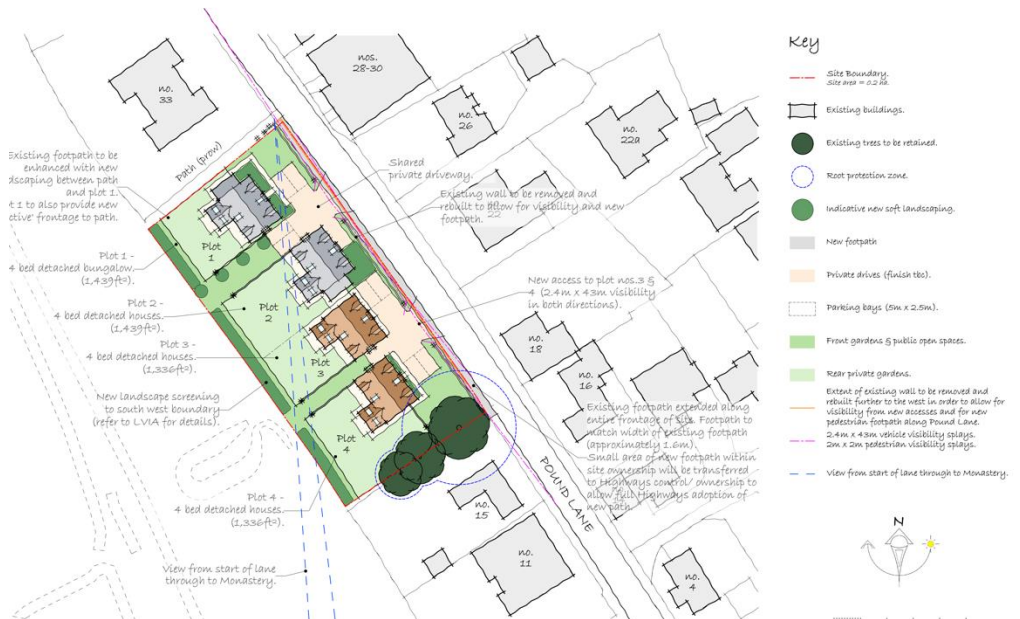 no.
33
nos.
28-30
no.
26
no.
22a
Path (prow)
Existing footpath to be
enhanced with new
dscaping between path
and plot 1.
t 1 to also provide new
ctive' frontage to path.
Shared
private driveway.
Existing wall to be removed and
rebuilt to allow for visibility and new
footpath.
22
Plot
1
Plot 1 -
4 bed detached bungalow.
(1,439ft²).
Plot
2
Plot 2 -
4 bed detached houses.
(1,439ft²).
New access to plot nos.3 &
4 (2.4m x 43m visibility
in both directions).
Plot
3
Plot 3 -
4 bed detached houses.
(1,336ft²).
no.
18
no.
16
New landscape screening
to south west boundary
(refer to LVIA for details).
Plot
4
Existing footpath extended along
entire frontage of site. Footpath to
match width of existing footpath
(approximately 1.6m).
Small area of new footpath within
site ownership will be transferred
to Highways control/ ownership to
allow full Highways adoption of
new path.
Plot 4 -
4 bed detached houses.
(1,336ft²).
POUND LANE
no.
15
no.
11
no.
4
View from start of lane
through to Monastery.
Key
Site Boundary.
Site area = 0.2 ha.
Existing buildings.
Existing trees to be retained.
Root protection zone.
Indicative new soft landscaping.
New footpath
Private drives (finish tbc).
Parking bays (5m x 2.5m).
Front gardens & public open spaces.
Rear private gardens.
Extent of existing wall to be removed and
rebuilt further to the west in order to allow for
visibility from new accesses and for new
pedestrian footpath along Pound Lane.
2.4m x 43m vehicle visibility splays.
2m x 2m pedestrian visibility splays.
View from start of lane through to Monastery.
N